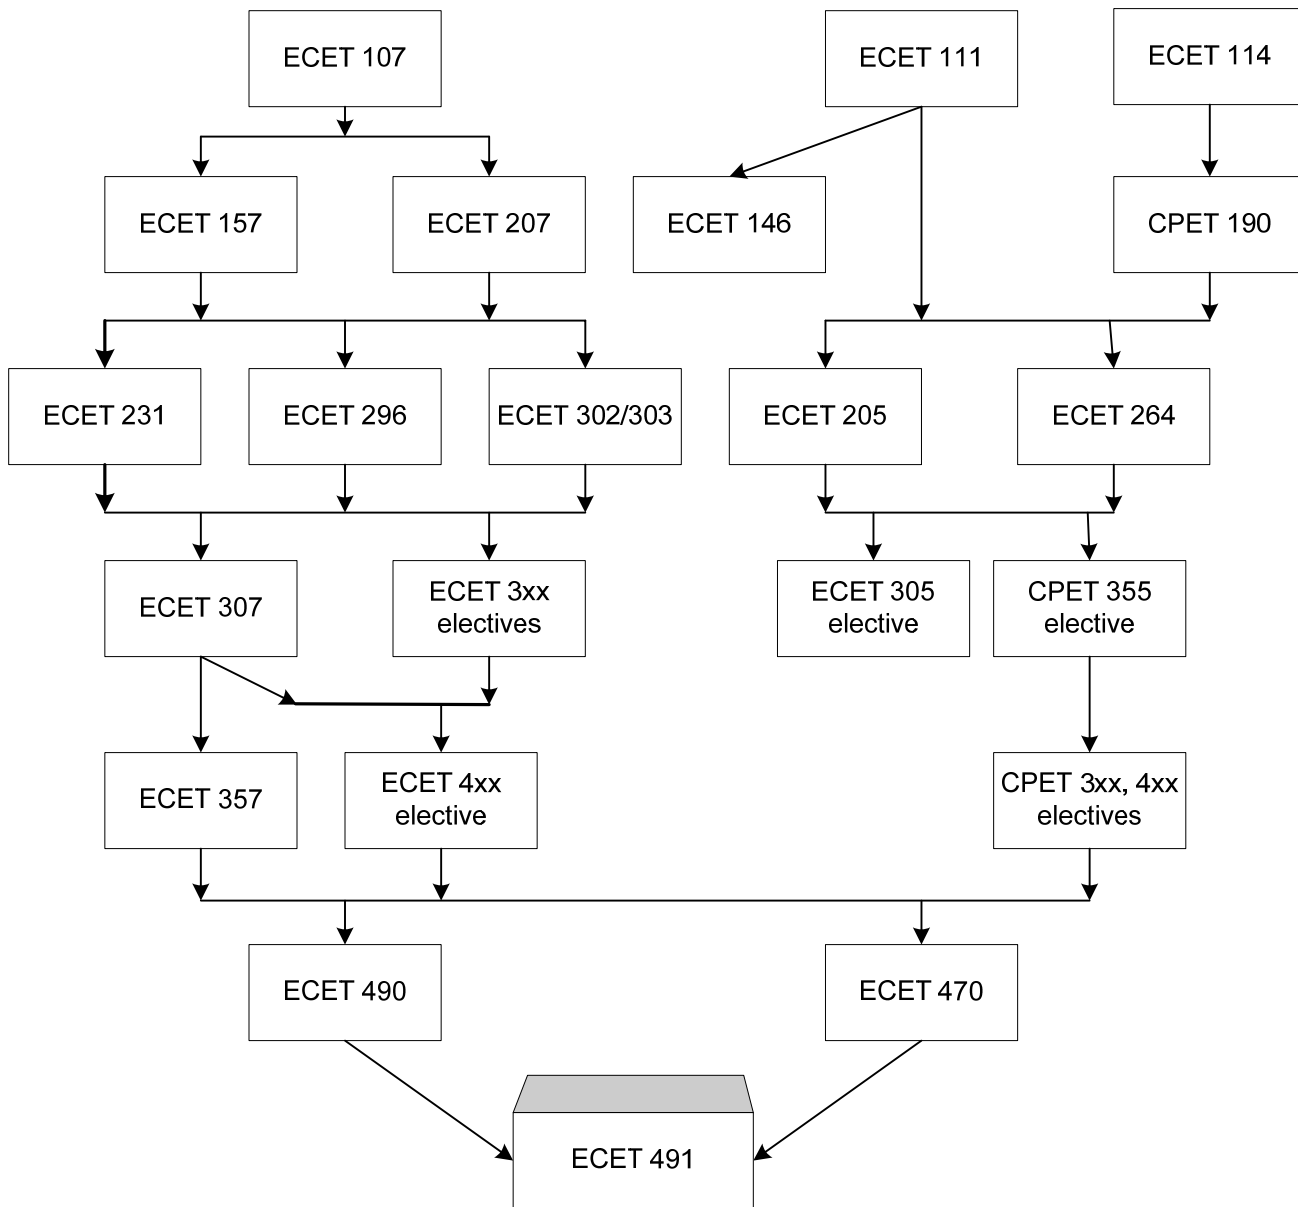 ECET 107
ECET 111
ECET 114
ECET 157
ECET 207
ECET 146
CPET 190
ECET 231
ECET 296
ECET 302/303
ECET 205
ECET 264
ECET 307
ECET 3xx
electives
ECET 305
elective
CPET 355
elective
ECET 357
ECET 4xx
elective
CPET 3xx, 4xx
electives
ECET 490
ECET 470
ECET 491